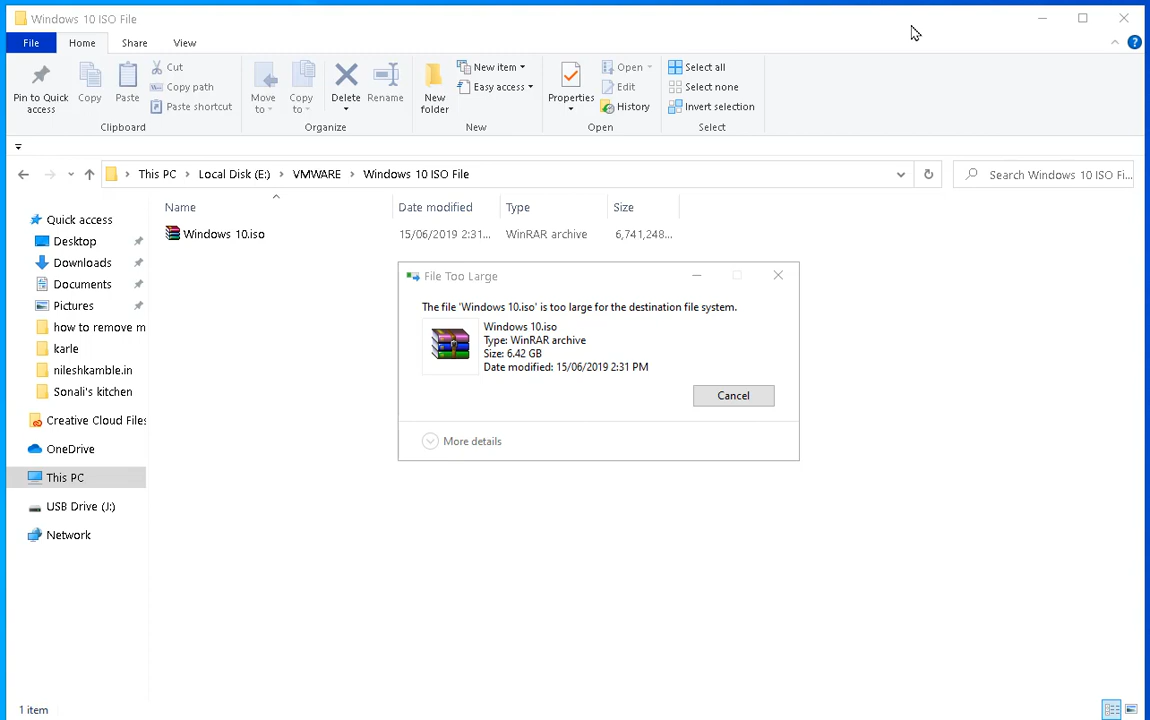 Windows 10 ISO File
File Home Share View
Pin to Quick access
Copy
Paste
Cut
Copy path
Paste shortcut
Clipboard
Move to
Copy to
Delete
Rename
Organize
New folder
New item
Easy access
New
Properties
Open
Edit
History
Open
Select all
Select none
Invert selection
Select
This PC > Local Disk (E:) > VMWARE > Windows 10 ISO File
Search Windows 10 ISO Fi...
Name Date modified Type Size
Windows 10.iso 15/06/2019 2:31... WinRAR archive 6,741,248...
Quick access
Desktop
Downloads
Documents
Pictures
how to remove m
karle
nileshkamble.in
Sonali's kitchen
Creative Cloud Files
OneDrive
This PC
USB Drive (J:)
Network
File Too Large
The file 'Windows 10.iso' is too large for the destination file system.
Windows 10.iso
Type: WinRAR archive
Size: 6.42 GB
Date modified: 15/06/2019 2:31 PM
Cancel
More details
1 item